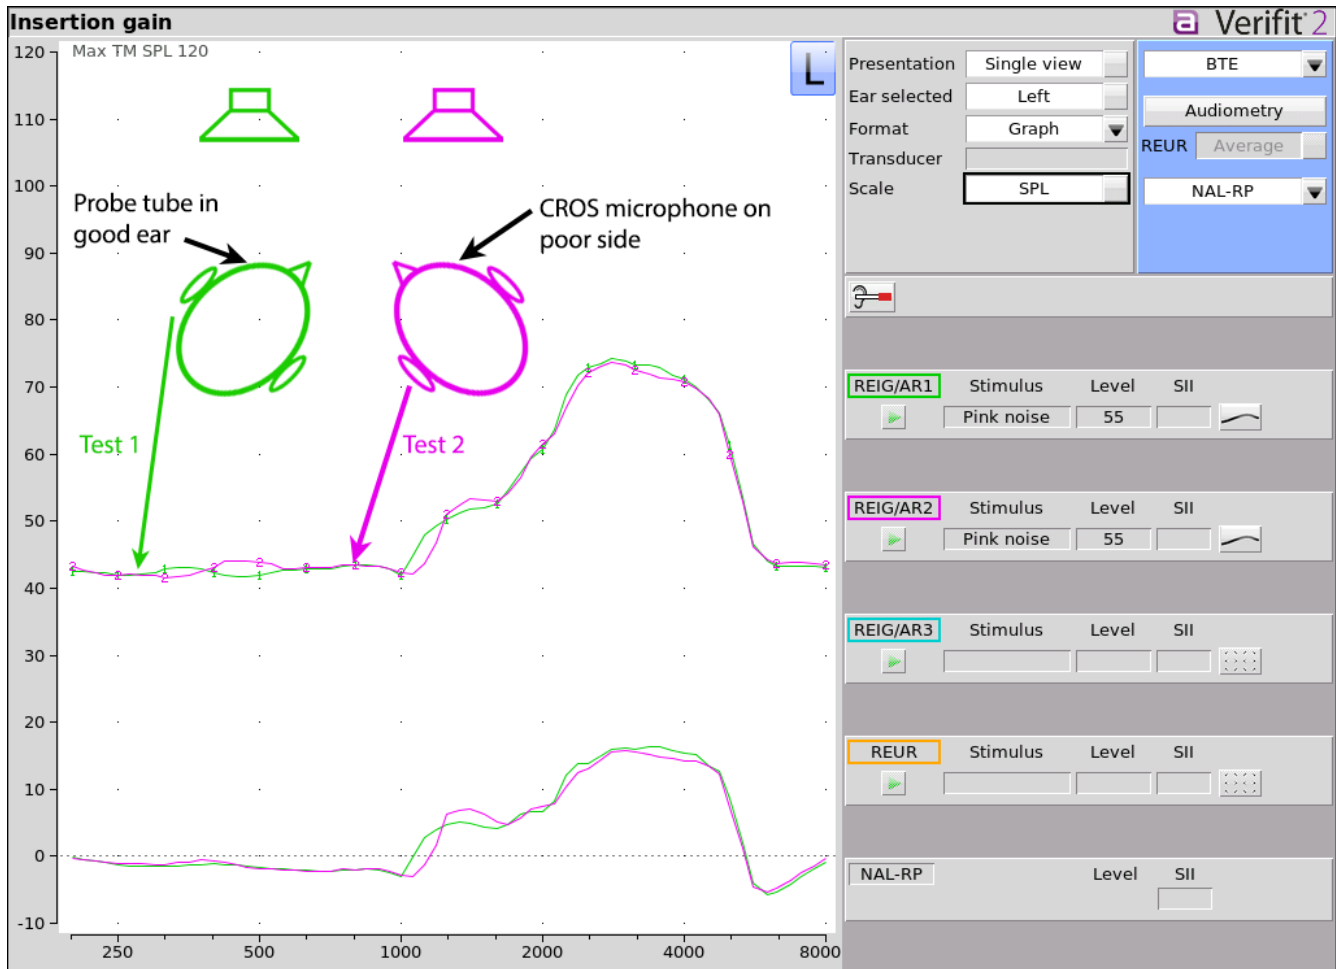 Insertion gain
a Verifit 2
Max TM SPL 120
L
120
110
100
90
80
70
60
50
40
30
20
10
0
-10
250
500
1000
2000
4000
8000
Probe tube in
good ear
CROS microphone on
poor side
Test 1
Test 2
Presentation Single view
Ear selected Left
Format Graph
Transducer
Scale SPL
BTE
Audiometry
REUR Average
NAL-RP
REIG/AR1 Stimulus Level SII
Pink noise 55
REIG/AR2 Stimulus Level SII
Pink noise 55
REIG/AR3 Stimulus Level SII
REUR Stimulus Level SII
NAL-RP Level SII